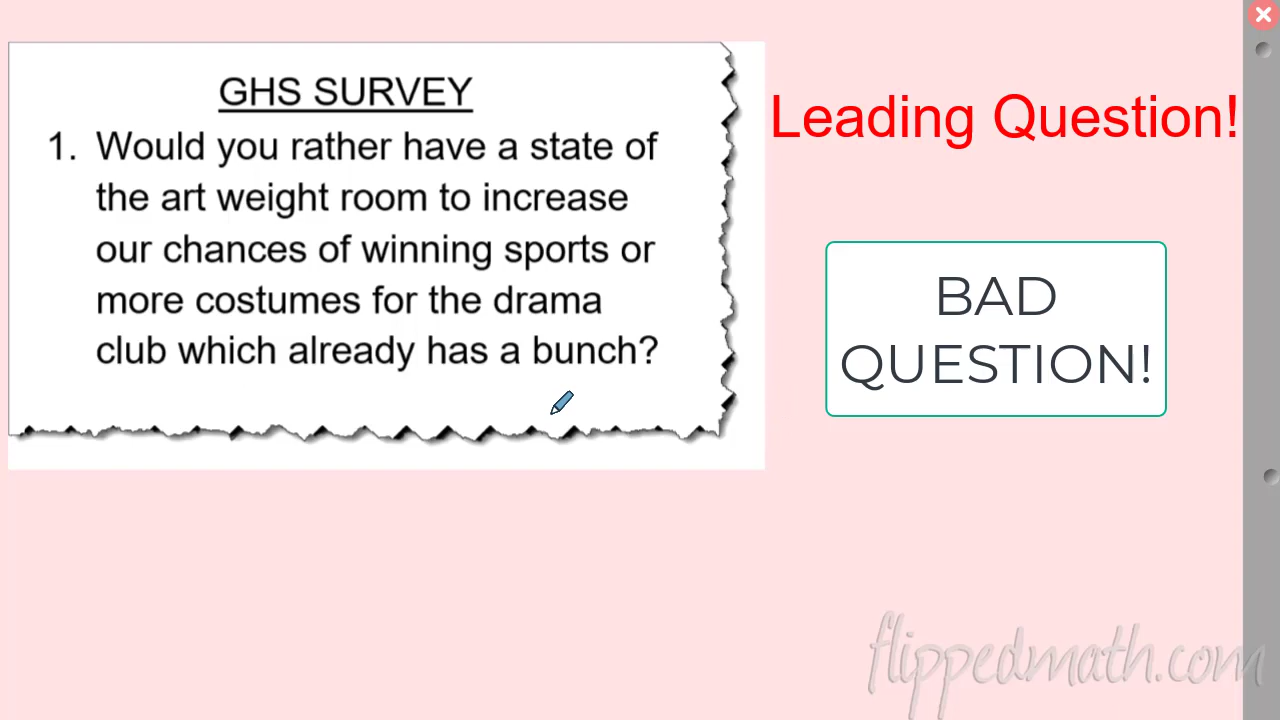 GHS SURVEY
1. Would you rather have a state of
the art weight room to increase
our chances of winning sports or
more costumes for the drama
club which already has a bunch?
Leading Question!
BAD
QUESTION!
flippedmath.com